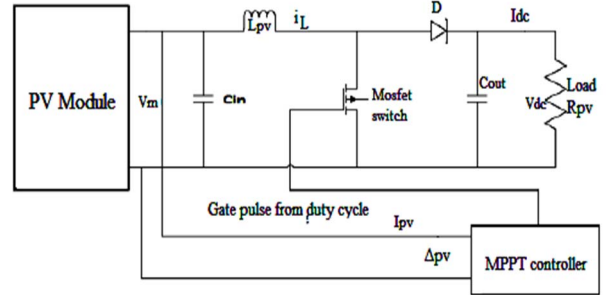 D
Idc
Lpv
iL
PV Module
Vm
Cin
Mosfet
switch
Cout
Vdc
Load
Rpv
Gate pulse from duty cycle
Ipv
Δpv
MPPT controller